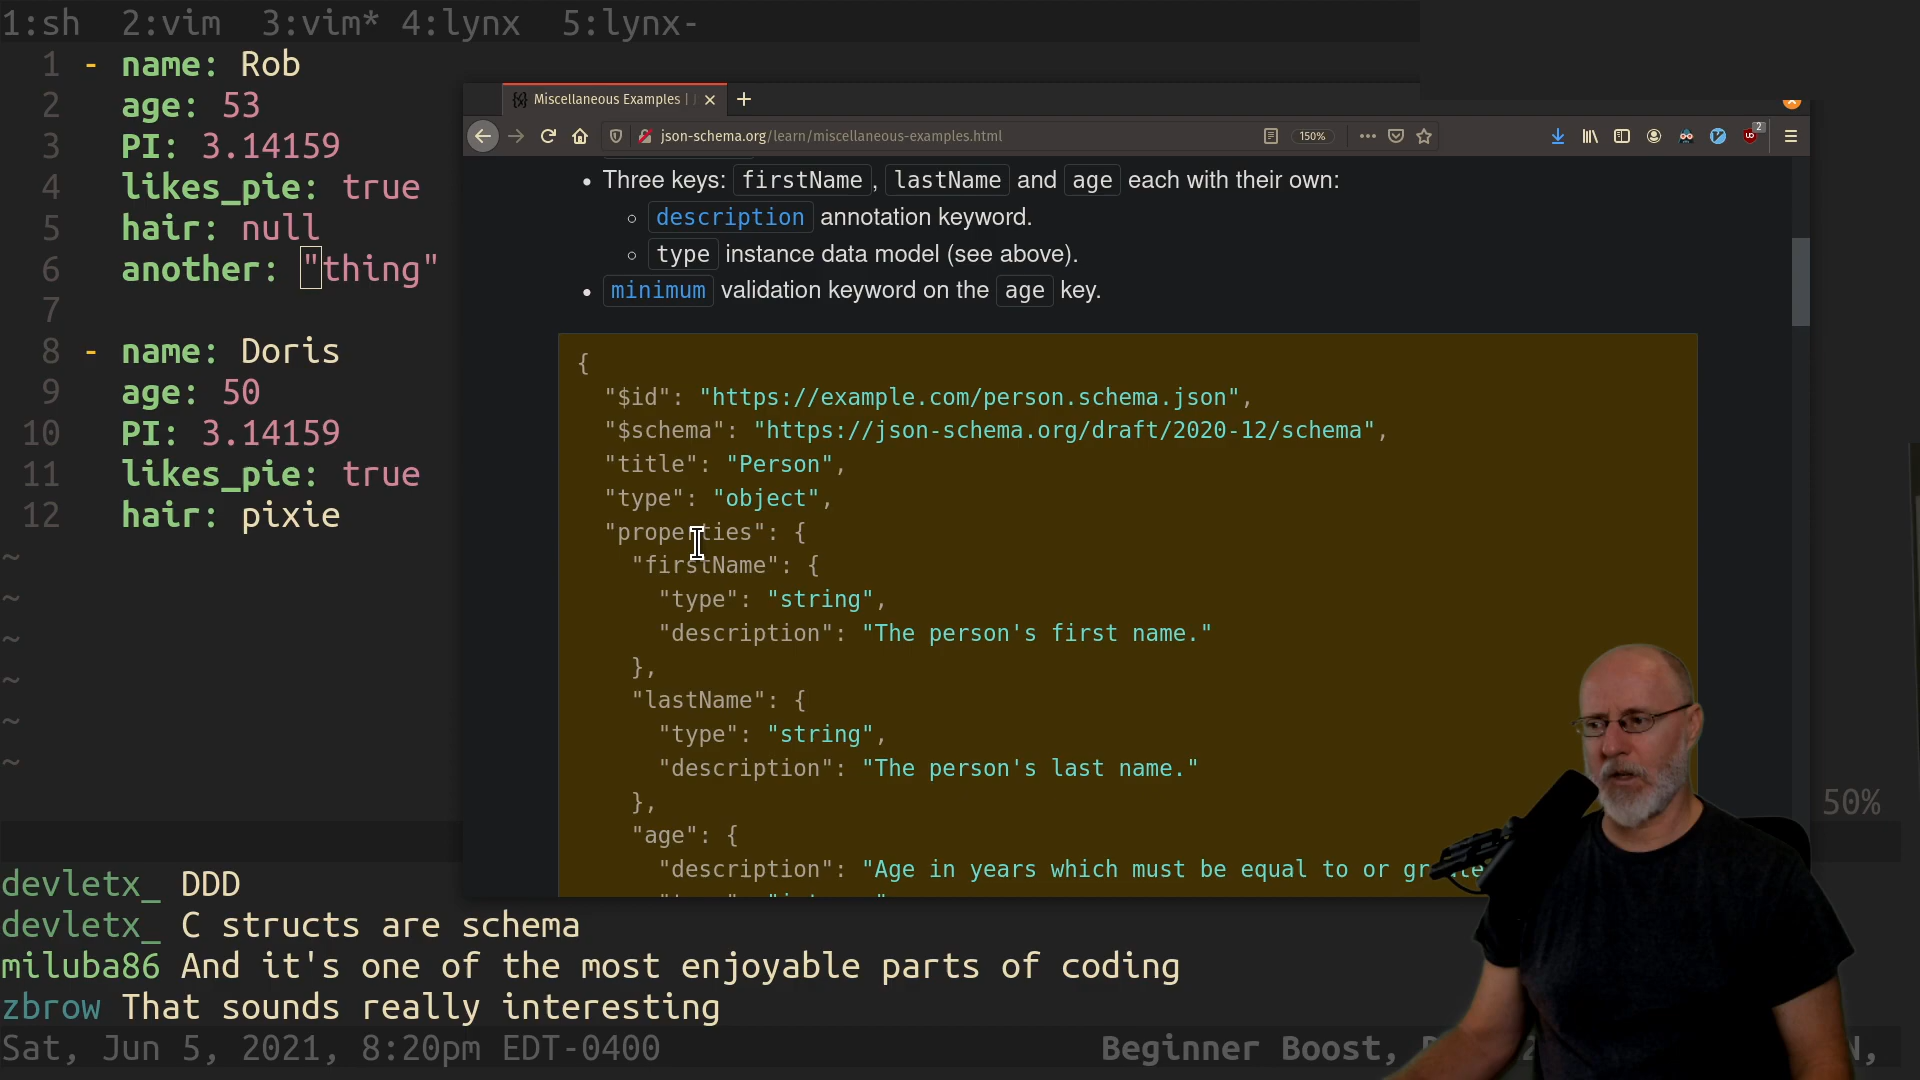 1:sh 2:vim 3:vim* 4:lynx 5:lynx-
1 - name: Rob
2 age: 53
3 PI: 3.14159
4 likes_pie: true
5 hair: null
6 another: "thing"
7
8 - name: Doris
9 age: 50
10 PI: 3.14159
11 likes_pie: true
12 hair: pixie
~
~
~
~
~
~
Miscellaneous Examples |
json-schema.org/learn/miscellaneous-examples.html
150%
2
• Three keys: firstName, lastName and age each with their own:
◦ description annotation keyword.
◦ type instance data model (see above).
• minimum validation keyword on the age key.
{
"$id": "https://example.com/person.schema.json",
"$schema": "https://json-schema.org/draft/2020-12/schema",
"title": "Person",
"type": "object",
"properties": {
"firstName": {
"type": "string",
"description": "The person's first name."
},
"lastName": {
"type": "string",
"description": "The person's last name."
},
"age": {
"description": "Age in years which must be equal to or
50%
devletx_ DDD
devletx_ C structs are schema
miluba86 And it's one of the most enjoyable parts of coding
zbrow That sounds really interesting
Sat, Jun 5, 2021, 8:20pm EDT-0400
Beginner Boost,